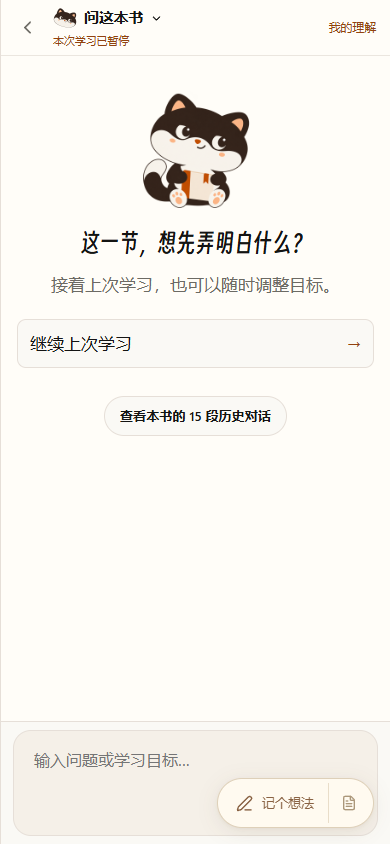 问这本书
本次学习已暂停
我的理解
这一节，想先弄明白什么？
接着上次学习，也可以随时调整目标。
继续上次学习 →
查看本书的 15 段历史对话
输入问题或学习目标...
记个想法